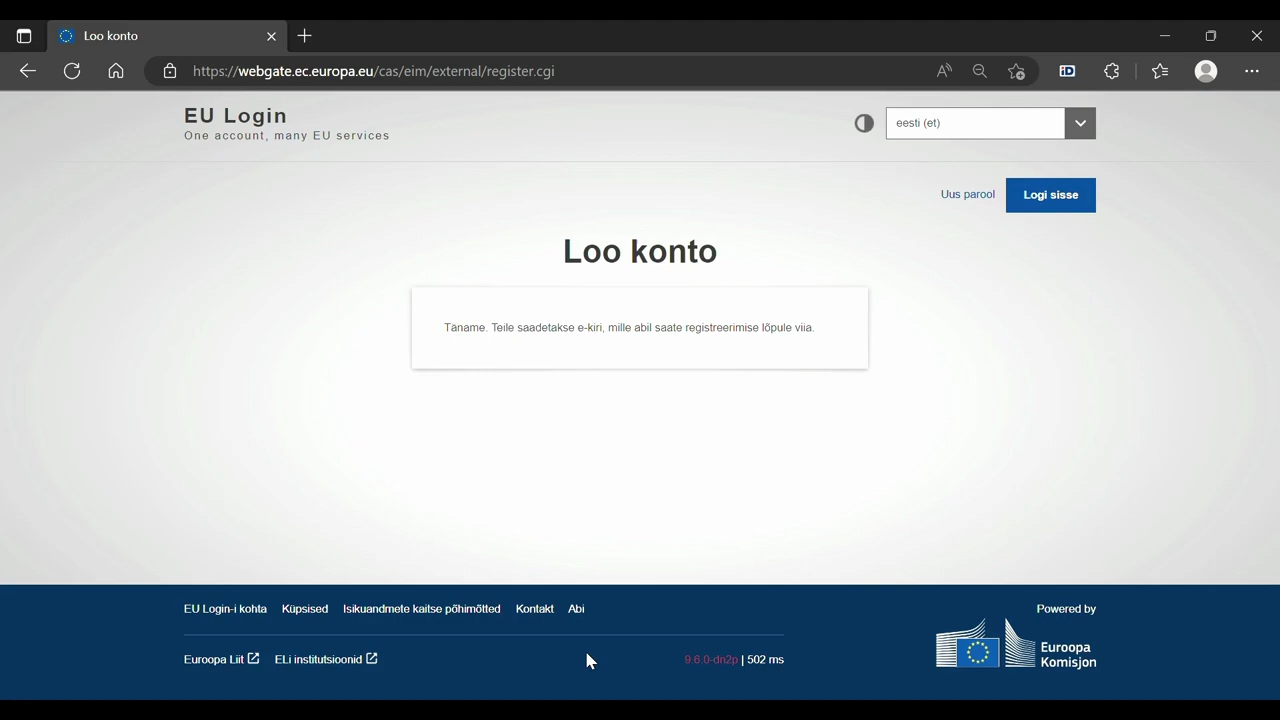 Loo konto
https://webgate.ec.europa.eu/cas/eim/external/register.cgi
EU Login
One account, many EU services
eesti (et)
Uus parool
Logi sisse
Loo konto
Täname. Teile saadetakse e-kiri, mille abil saate registreerimise lõpule viia.
EU Login-i kohta Küpsised Isikuandmete kaitse põhimõtted Kontakt Abi
Powered by
Euroopa Liit ELi institutsioonid
9.6.0-dn2p | 502 ms
Euroopa
Komisjon